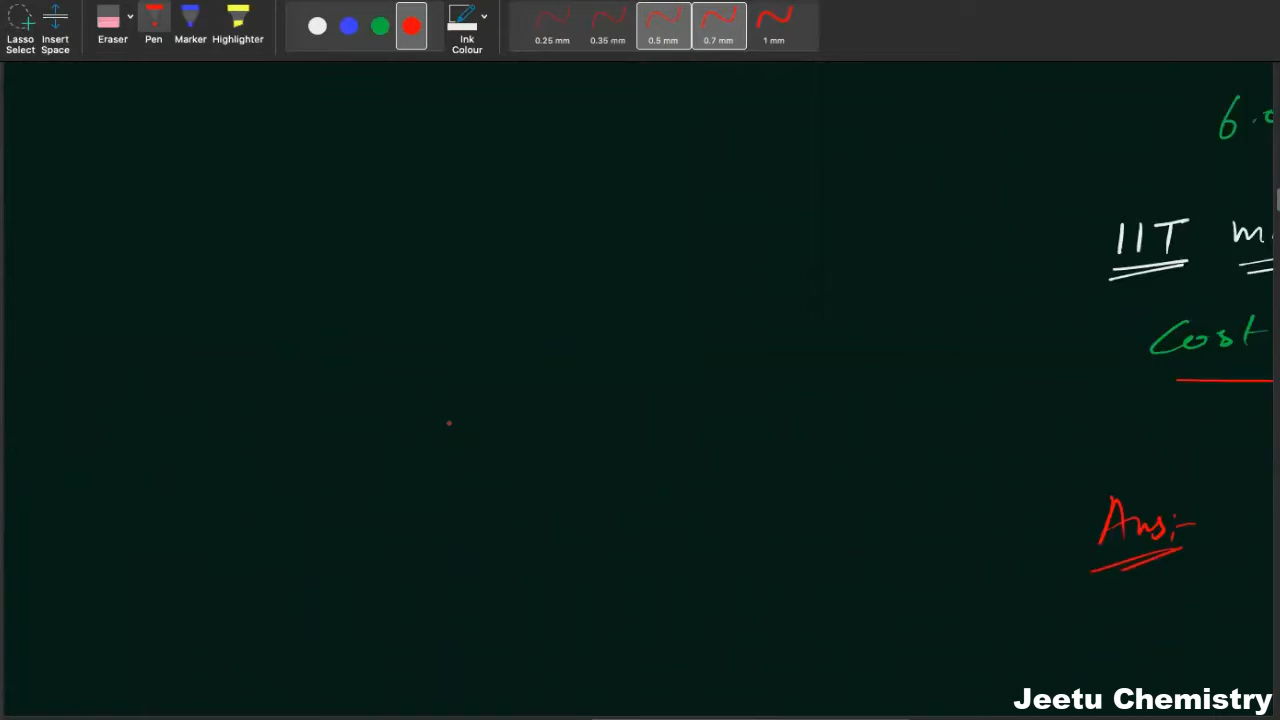 Lasso Select
Insert Space
Eraser
Pen
Marker
Highlighter
Ink Colour
0.25 mm
0.35 mm
0.5 mm
0.7 mm
1 mm
6.
IIT m
Cost
Ans:-
Jeetu Chemistry